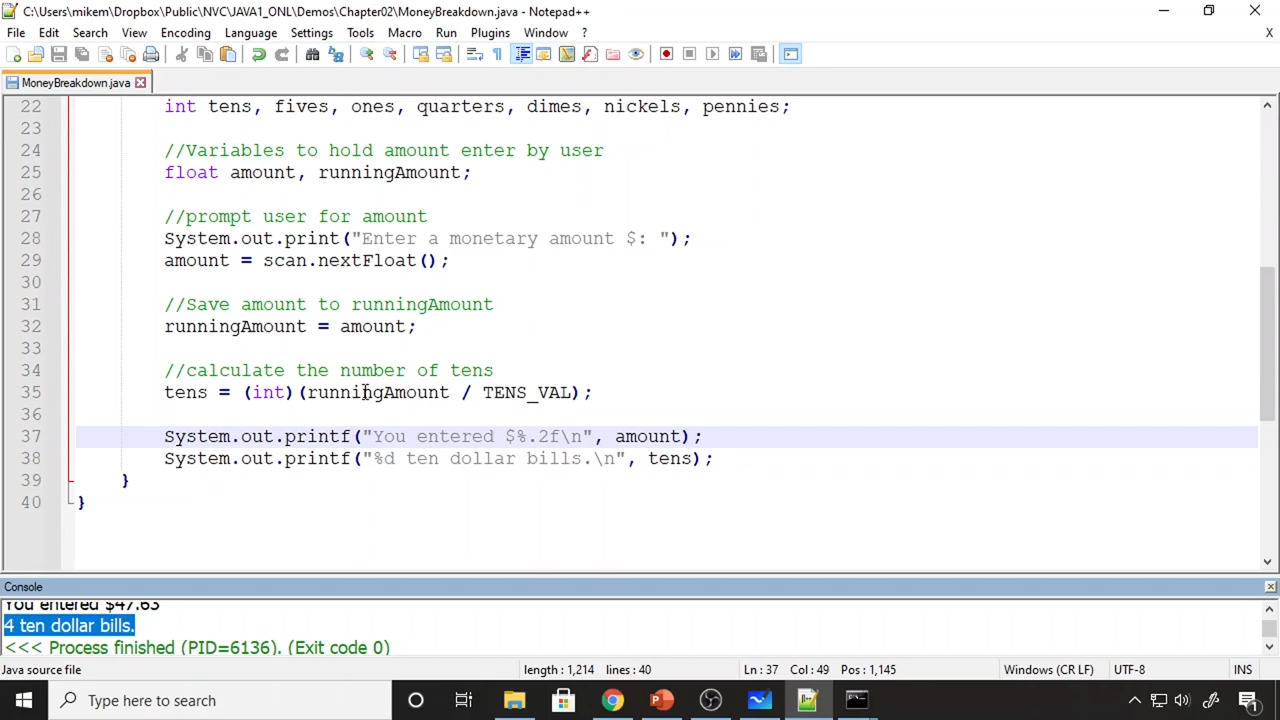 C:\Users\mikem\Dropbox\Public\NVC\JAVA1_ONL\Demos\Chapter02\MoneyBreakdown.java - Notepad++
File Edit Search View Encoding Language Settings Tools Macro Run Plugins Window ? X
MoneyBreakdown.java
22 int tens, fives, ones, quarters, dimes, nickels, pennies;
23
24 //Variables to hold amount enter by user
25 float amount, runningAmount;
26
27 //prompt user for amount
28 System.out.print("Enter a monetary amount $: ");
29 amount = scan.nextFloat();
30
31 //Save amount to runningAmount
32 runningAmount = amount;
33
34 //calculate the number of tens
35 tens = (int)(runningAmount / TENS_VAL);
36
37 System.out.printf("You entered $%.2f\n", amount);
38 System.out.printf("%d ten dollar bills.\n", tens);
39 }
40 }
Console
You entered $47.63
4 ten dollar bills.
<<< Process finished (PID=6136). (Exit code 0)
Java source file length : 1,214 lines : 40 Ln : 37 Col : 49 Pos : 1,145 Windows (CR LF) UTF-8 INS
Type here to search